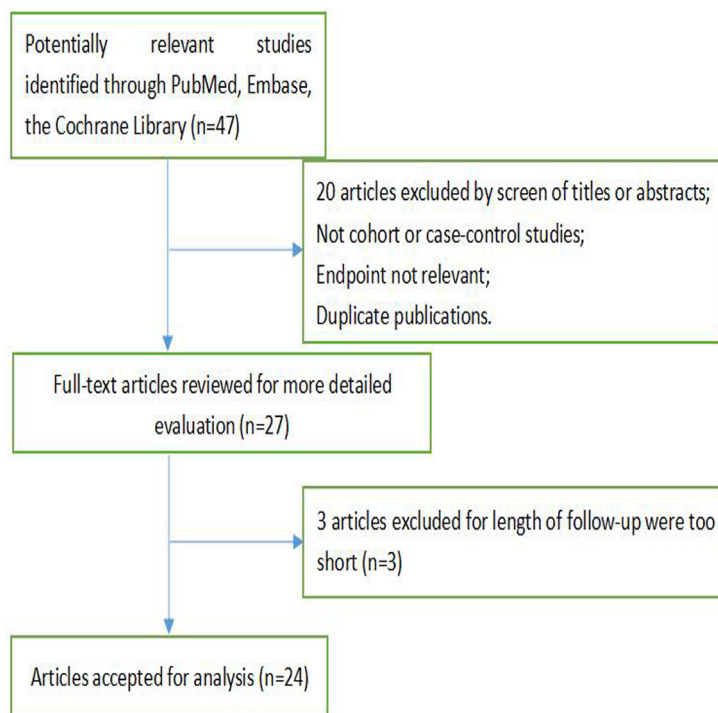 Potentially relevant studies
identified through PubMed, Embase,
the Cochrane Library (n=47)
20 articles excluded by screen of titles or abstracts;
Not cohort or case-control studies;
Endpoint not relevant;
Duplicate publications.
Full-text articles reviewed for more detailed
evaluation (n=27)
3 articles excluded for length of follow-up were too
short (n=3)
Articles accepted for analysis (n=24)